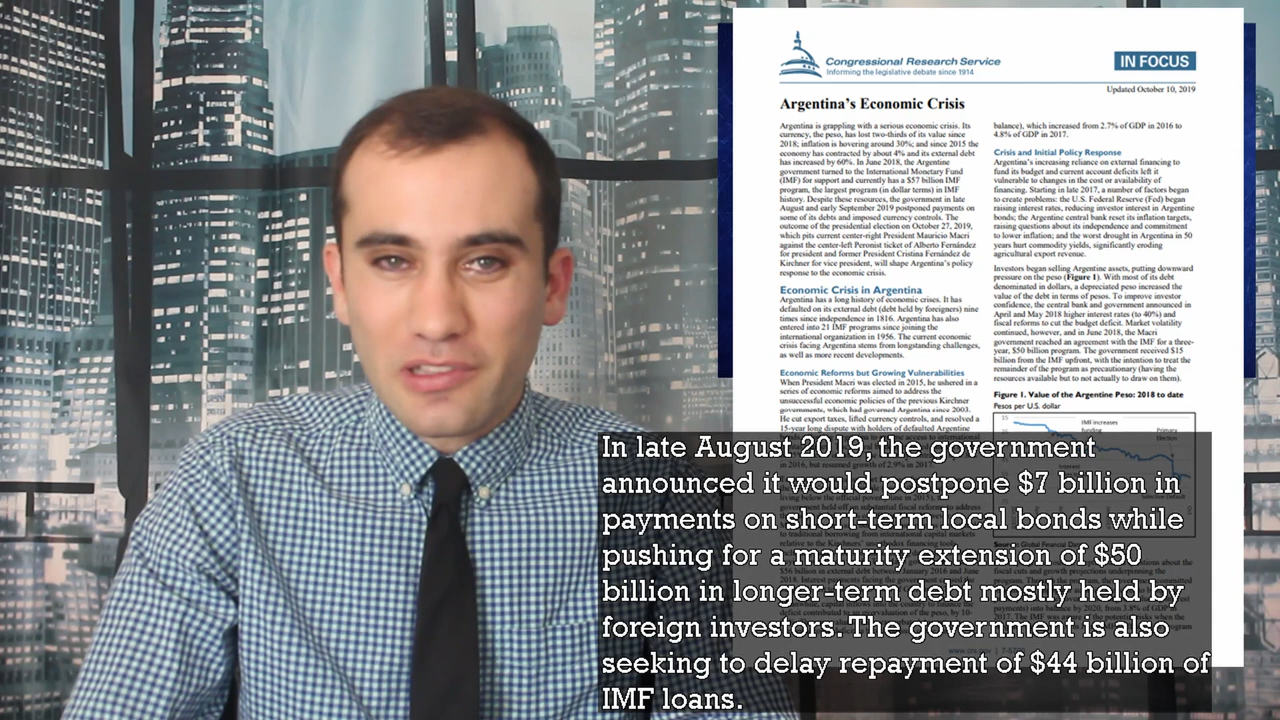 Congressional Research Service
Informing the legislative debate since 1914
IN FOCUS
Updated October 10, 2019
Argentina's Economic Crisis
Argentina is grappling with a serious economic crisis. Its
currency, the peso, has lost two-thirds of its value since
2018; inflation is hovering around 30%; and since 2015 the
economy has contracted by about 4% and its external debt
has increased by 60%. In June 2018, the Argentine
government turned to the International Monetary Fund
(IMF) for support and currently has a $57 billion IMF
program, the largest program (in dollar terms) in IMF
history. Despite these resources, the government in late
August and early September 2019 postponed payments on
some of its debts and imposed currency controls. The
outcome of the presidential election on October 27, 2019,
which pits current center-right President Mauricio Macri
against the center-left Peronist ticket of Alberto Fernández
for president and former President Cristina Fernández de
Kirchner for vice president, will shape Argentina's policy
response to the economic crisis.
Economic Crisis in Argentina
Argentina has a long history of economic crises. It has
defaulted on its external debt (debt held by foreigners) nine
times since independence in 1816. Argentina has also
entered into 21 IMF programs since joining the
international organization in 1956. The current economic
crisis facing Argentina stems from longstanding challenges,
as well as more recent developments.
Economic Reforms but Growing Vulnerabilities
When President Macri was elected in 2015, he ushered in a
series of economic reforms aimed to address the
unsuccessful economic policies of the previous Kirchner
governments, which had governed Argentina since 2003.
He cut export taxes, lifted currency controls, and resolved a
15-year long dispute with holders of defaulted Argentine
balance), which increased from 2.7% of GDP in 2016 to
4.8% of GDP in 2017.
Crisis and Initial Policy Response
Argentina's increasing reliance on external financing to
fund its budget and current account deficits left it
vulnerable to changes in the cost or availability of
financing. Starting in late 2017, a number of factors began
to create problems: the U.S. Federal Reserve (Fed) began
raising interest rates, reducing investor interest in Argentine
bonds; the Argentine central bank reset its inflation targets,
raising questions about its independence and commitment
to lower inflation; and the worst drought in Argentina in 50
years hurt commodity yields, significantly eroding
agricultural export revenue.
Investors began selling Argentine assets, putting downward
pressure on the peso (Figure 1). With most of its debt
denominated in dollars, a depreciated peso increased the
value of the debt in terms of pesos. To improve investor
confidence, the central bank and government announced in
April and May 2018 higher interest rates (to 40%) and
fiscal reforms to cut the budget deficit. Market volatility
continued, however, and in June 2018, the Macri
government reached an agreement with the IMF for a three-
year, $50 billion program. The government received $15
billion from the IMF upfront, with the intention to treat the
remainder of the program as precautionary (having the
resources available but to not actually to draw on them).
Figure 1. Value of the Argentine Peso: 2018 to date
Pesos per U.S. dollar
15
IMF increases
funding
Primary
Election
In late August 2019, the government
announced it would postpone $7 billion in
payments on short-term local bonds while
pushing for a maturity extension of $50
billion in longer-term debt mostly held by
foreign investors. The government is also
seeking to delay repayment of $44 billion of
IMF loans.